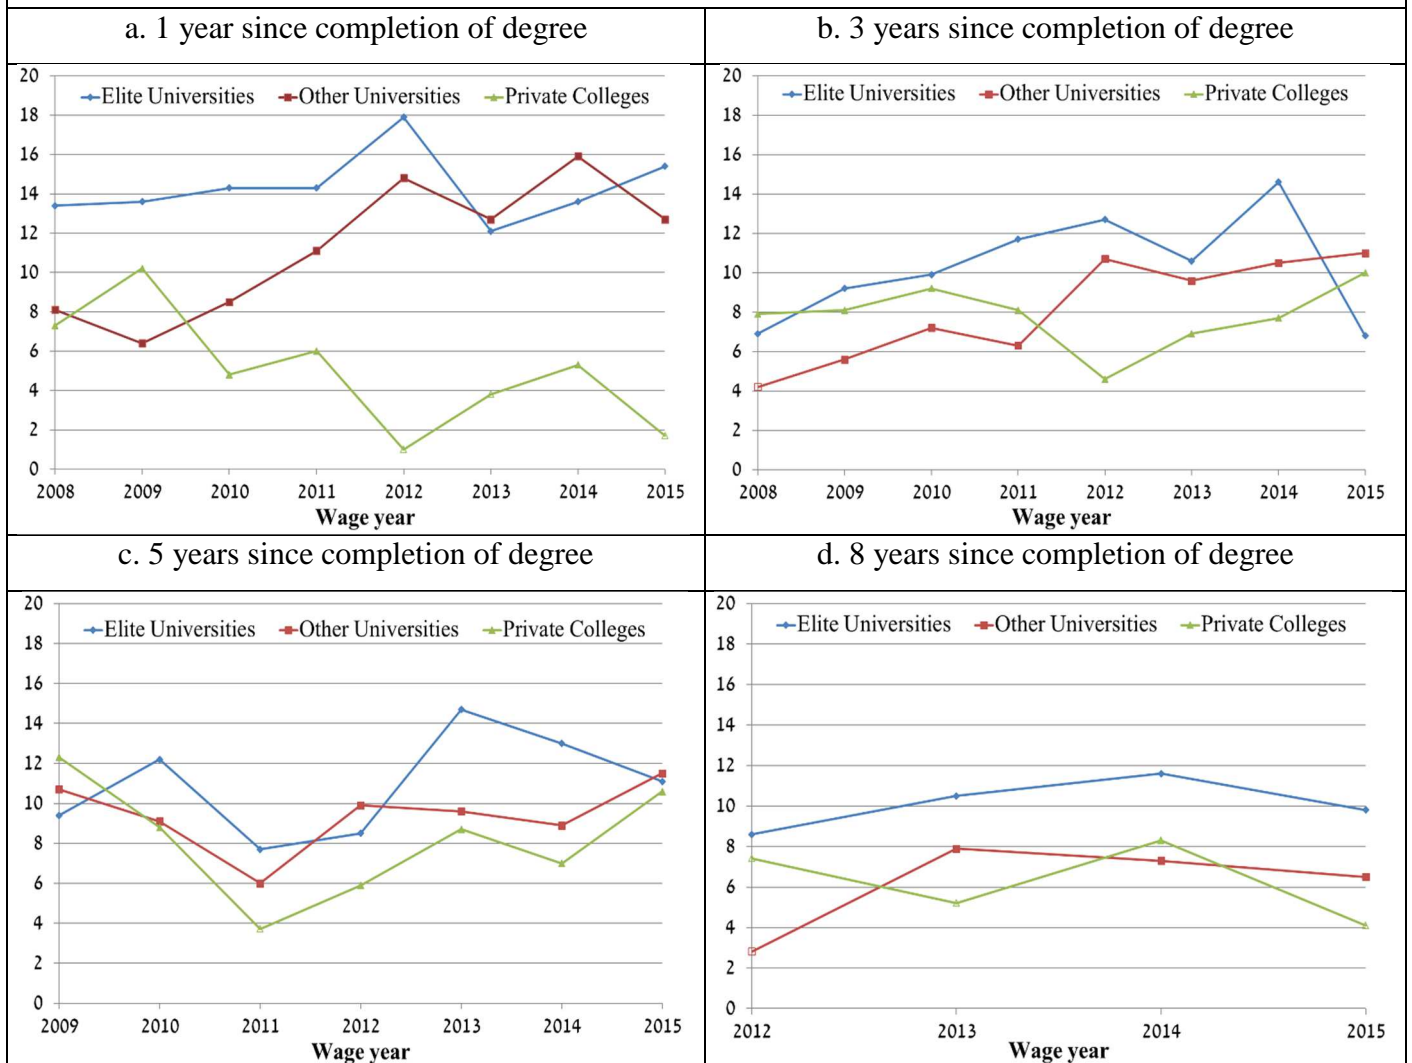 a. 1 year since completion of degree
b. 3 years since completion of degree
20
18
16
14
12
10
8
6
4
2
0
Elite Universities Other Universities Private Colleges
2008 2009 2010 2011 2012 2013 2014 2015
Wage year
20
18
16
14
12
10
8
6
4
2
0
Elite Universities Other Universities Private Colleges
2008 2009 2010 2011 2012 2013 2014 2015
Wage year
c. 5 years since completion of degree
d. 8 years since completion of degree
20
18
16
14
12
10
8
6
4
2
0
Elite Universities Other Universities Private Colleges
2009 2010 2011 2012 2013 2014 2015
Wage year
20
18
16
14
12
10
8
6
4
2
0
Elite Universities Other Universities Private Colleges
2012 2013 2014 2015
Wage year